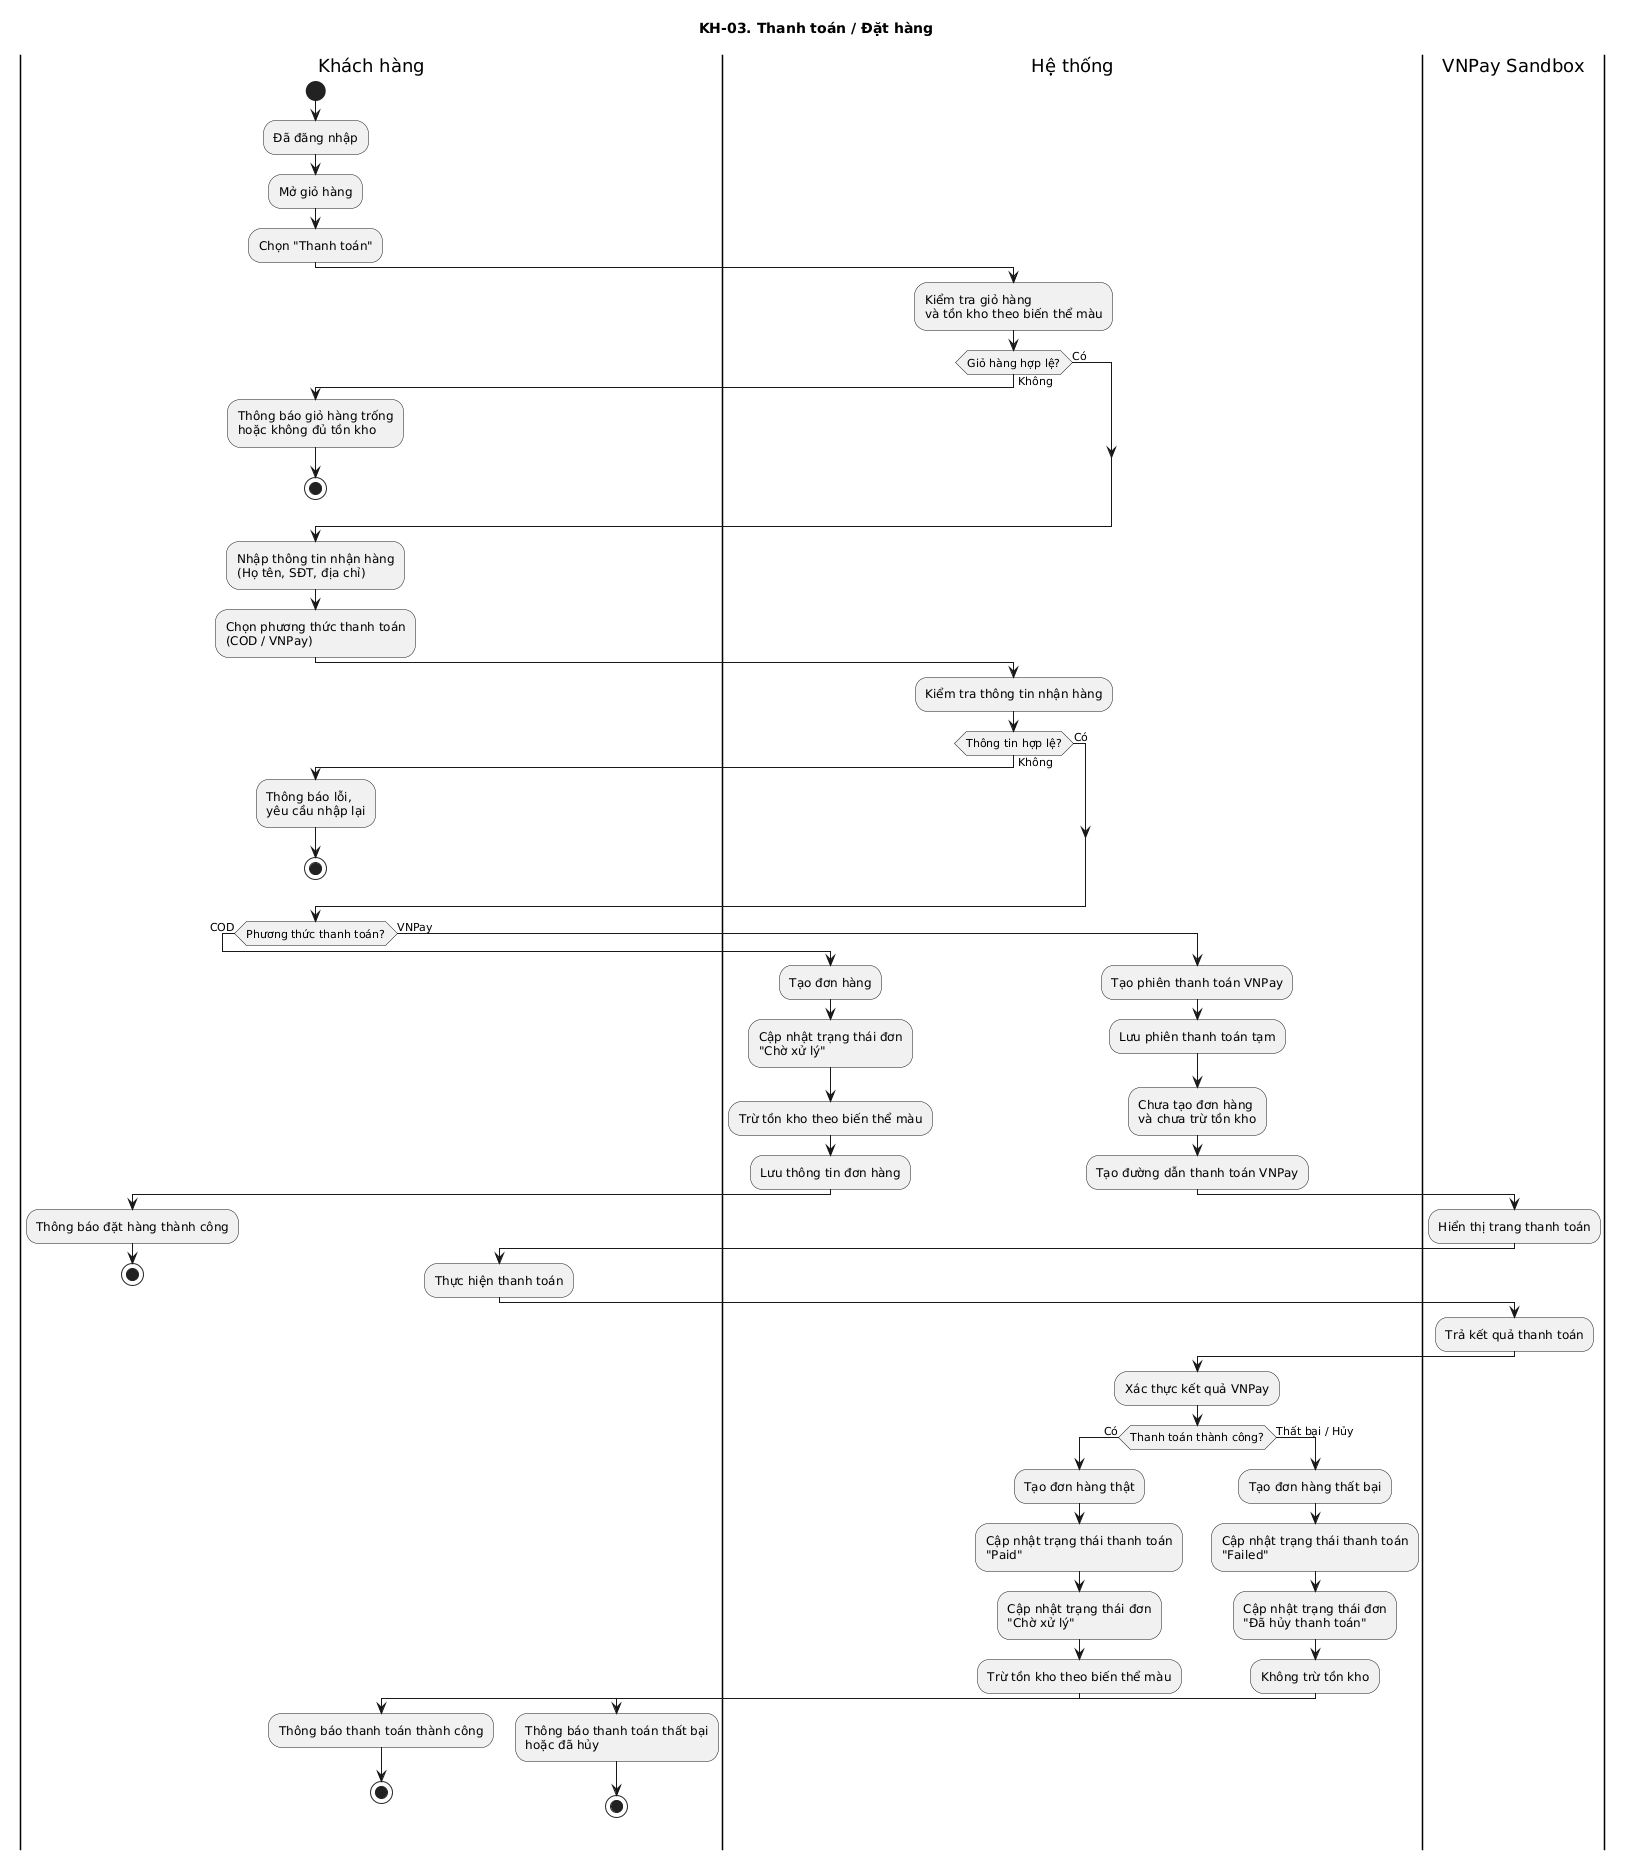 KH-03. Thanh toán / Đặt hàng
Khách hàng
Hệ thống
VNPay Sandbox
Đã đăng nhập
Mở giỏ hàng
Chọn "Thanh toán"
Kiểm tra giỏ hàng
và tồn kho theo biến thể màu
Giỏ hàng hợp lệ?
Có
Không
Thông báo giỏ hàng trống
hoặc không đủ tồn kho
Nhập thông tin nhận hàng
(Họ tên, SĐT, địa chỉ)
Chọn phương thức thanh toán
(COD / VNPay)
Kiểm tra thông tin nhận hàng
Thông tin hợp lệ?
Có
Không
Thông báo lỗi,
yêu cầu nhập lại
COD
Phương thức thanh toán?
VNPay
Tạo đơn hàng
Tạo phiên thanh toán VNPay
Cập nhật trạng thái đơn
"Chờ xử lý"
Lưu phiên thanh toán tạm
Trừ tồn kho theo biến thể màu
Chưa tạo đơn hàng
và chưa trừ tồn kho
Lưu thông tin đơn hàng
Tạo đường dẫn thanh toán VNPay
Thông báo đặt hàng thành công
Hiển thị trang thanh toán
Thực hiện thanh toán
Trả kết quả thanh toán
Xác thực kết quả VNPay
Có
Thanh toán thành công?
Thất bại / Hủy
Tạo đơn hàng thật
Tạo đơn hàng thất bại
Cập nhật trạng thái thanh toán
"Paid"
Cập nhật trạng thái thanh toán
"Failed"
Cập nhật trạng thái đơn
"Chờ xử lý"
Cập nhật trạng thái đơn
"Đã hủy thanh toán"
Trừ tồn kho theo biến thể màu
Không trừ tồn kho
Thông báo thanh toán thành công
Thông báo thanh toán thất bại
hoặc đã hủy